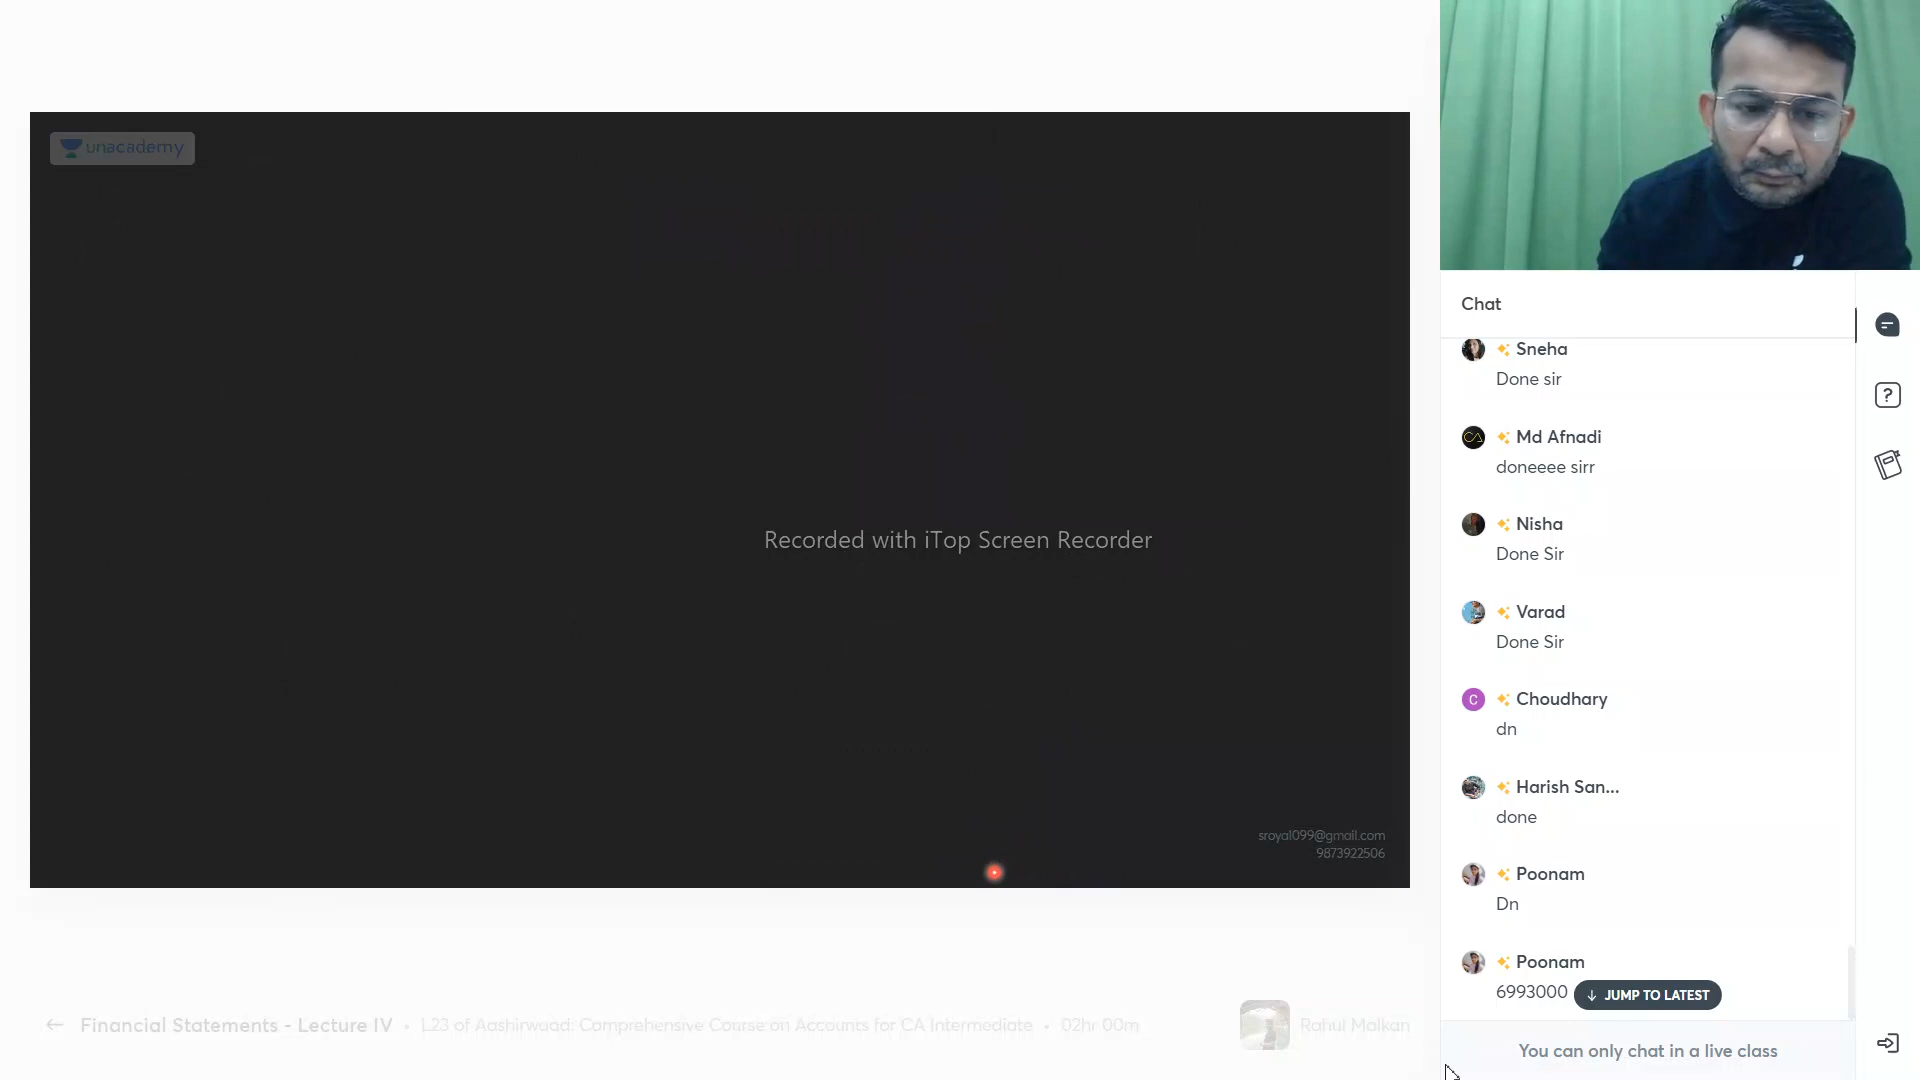 unacademy
Recorded with iTop Screen Recorder
sroyal099@gmail.com
9873922506
Financial Statements - Lecture IV • L23 of Aashirwaad: Comprehensive Course on Accounts for CA Intermediate • 02hr 00m
Rahul Malkan
Chat
Sneha
Done sir
CA
Md Afnadi
doneeee sirr
Nisha
Done Sir
Varad
Done Sir
C
Choudhary
dn
Harish San...
done
Poonam
Dn
Poonam
6993000
JUMP TO LATEST
You can only chat in a live class